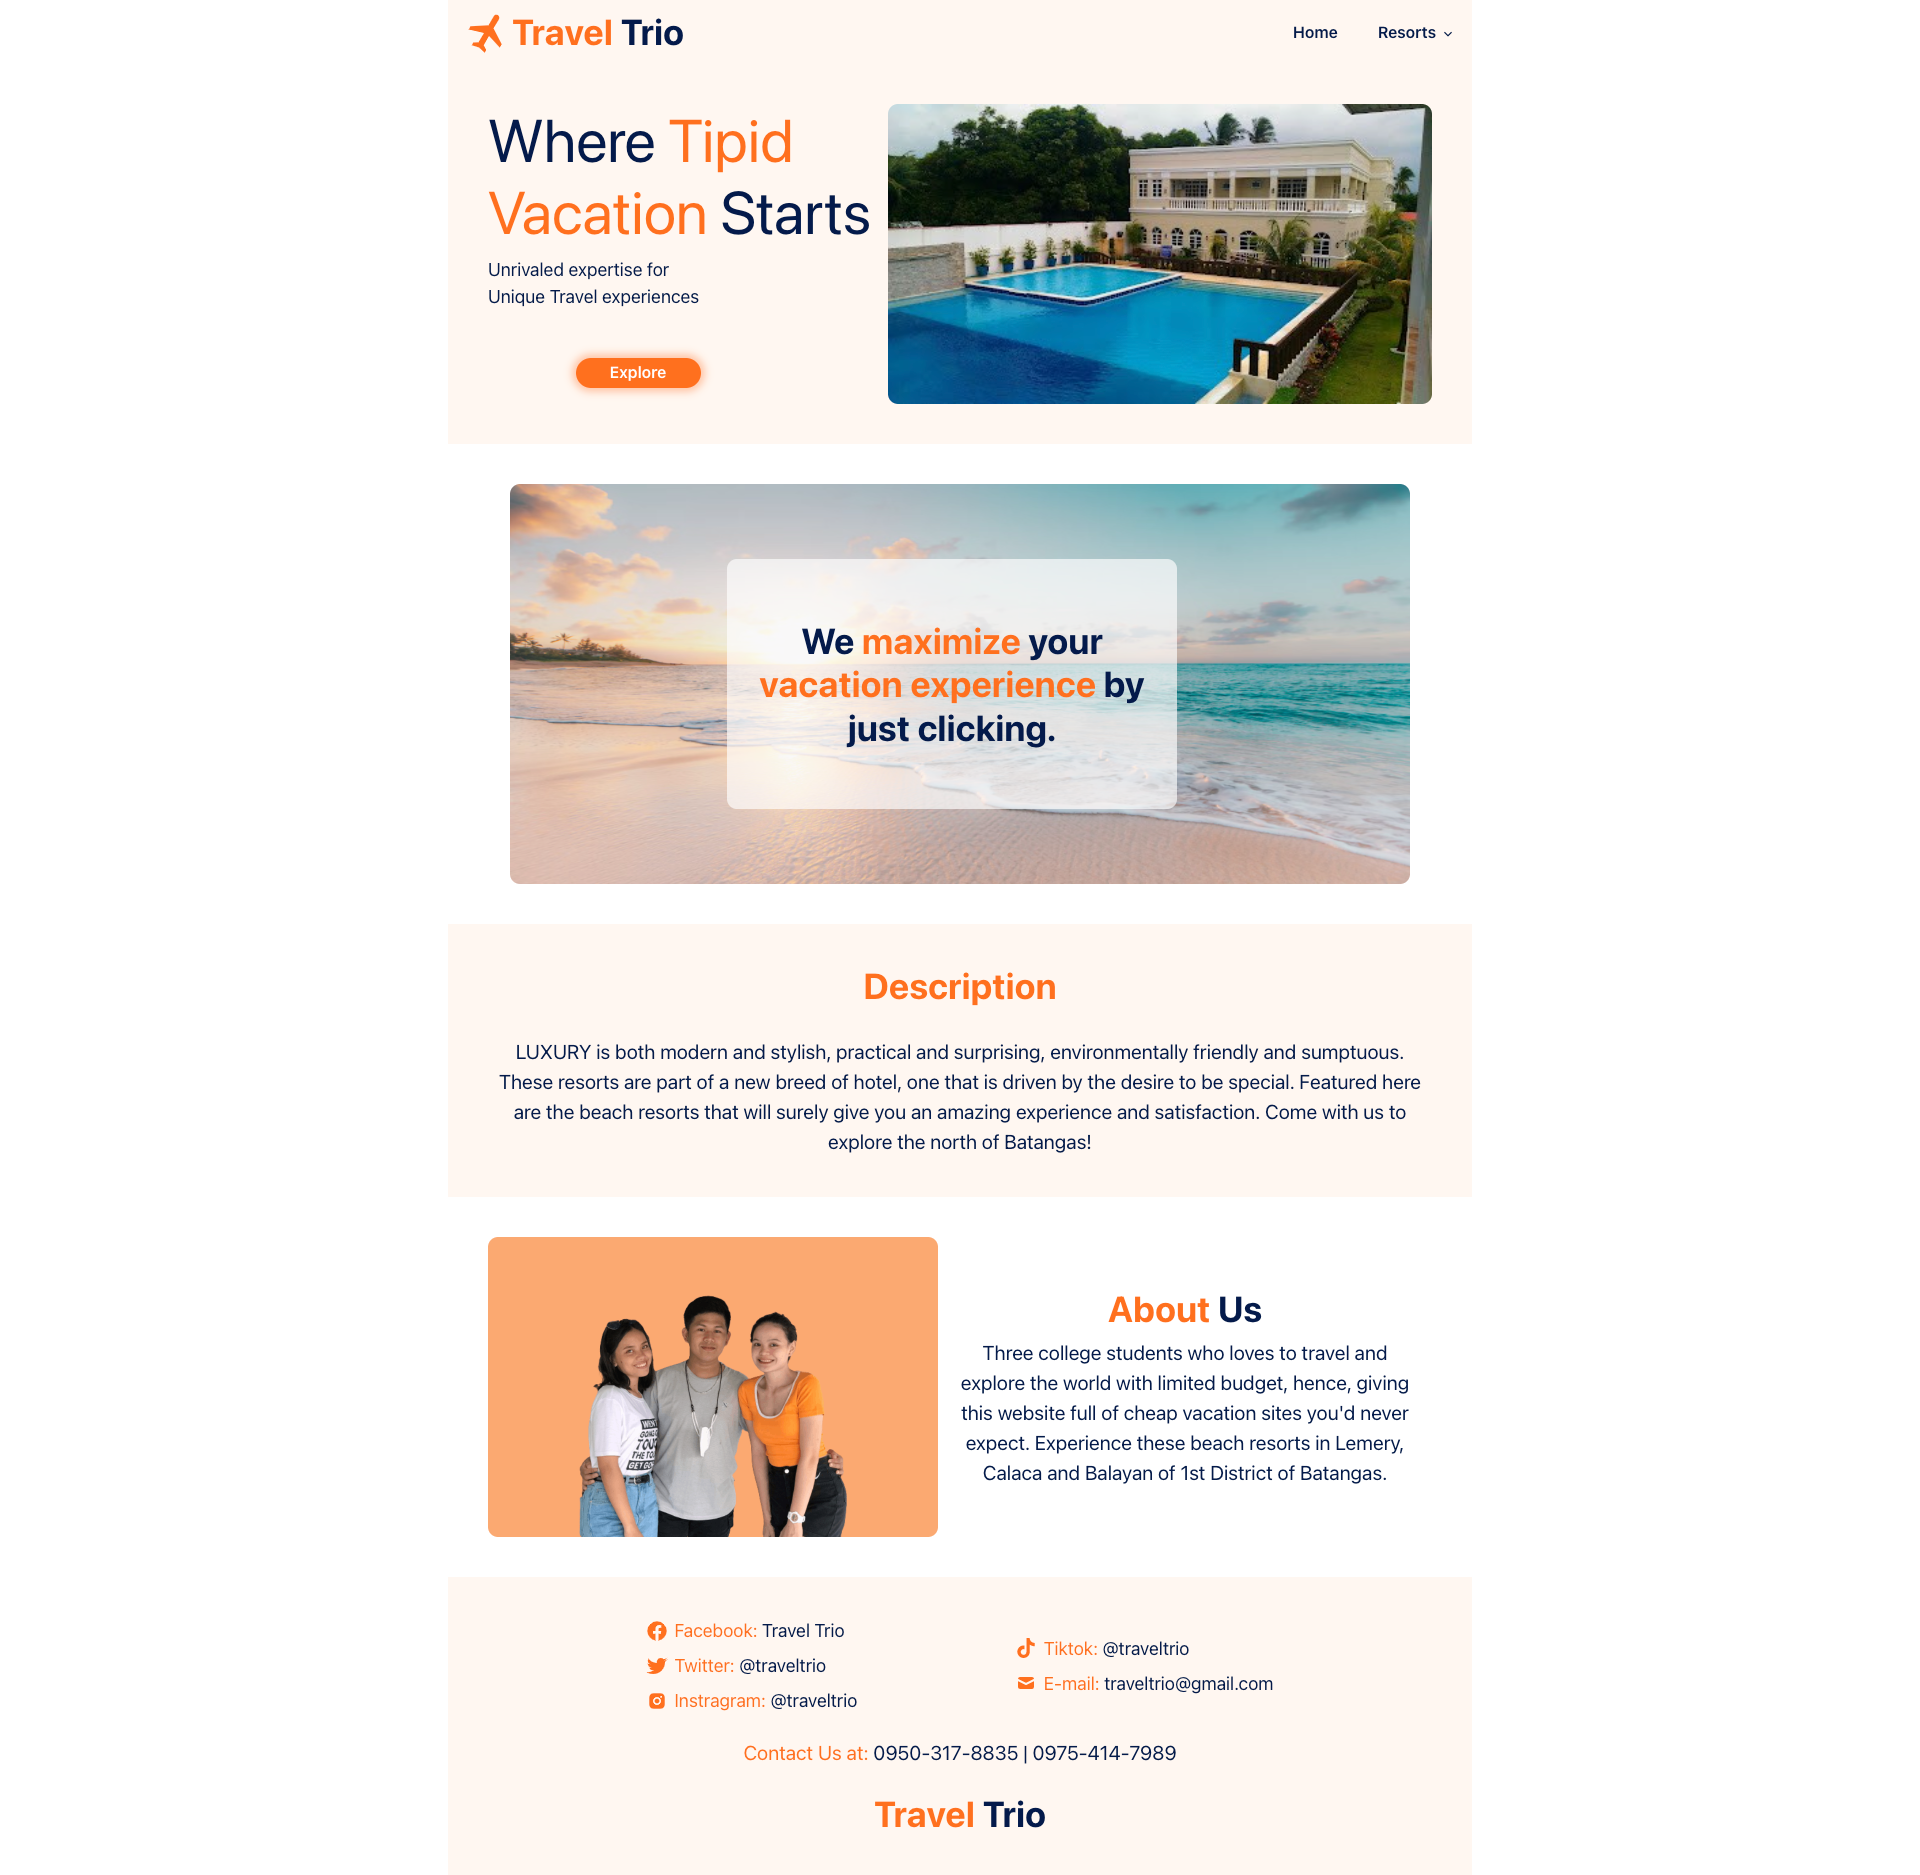 Travel Trio
Home
Resorts
Where Tipid
Vacation Starts
Unrivaled expertise for
Unique Travel experiences
Explore
We maximize your
vacation experience by
just clicking.
Description
LUXURY is both modern and stylish, practical and surprising, environmentally friendly and sumptuous.
These resorts are part of a new breed of hotel, one that is driven by the desire to be special. Featured here
are the beach resorts that will surely give you an amazing experience and satisfaction. Come with us to
explore the north of Batangas!
About Us
Three college students who loves to travel and
explore the world with limited budget, hence, giving
this website full of cheap vacation sites you'd never
expect. Experience these beach resorts in Lemery,
Calaca and Balayan of 1st District of Batangas.
Facebook: Travel Trio
Twitter: @traveltrio
Instragram: @traveltrio
Tiktok: @traveltrio
E-mail: traveltrio@gmail.com
Contact Us at: 0950-317-8835 | 0975-414-7989
Travel Trio